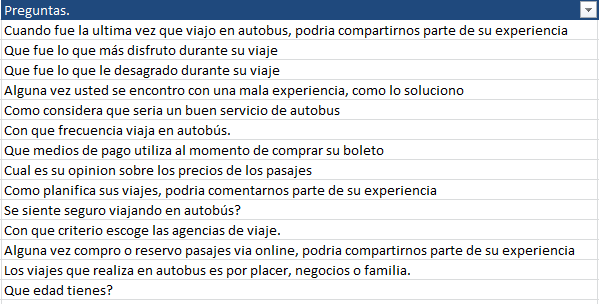 Preguntas.
Cuando fue la ultima vez que viajo en autobus, podria compartirnos parte de su experiencia
Que fue lo que más disfruto durante su viaje
Que fue lo que le desagrado durante su viaje
Alguna vez usted se encontro con una mala experiencia, como lo soluciono
Como considera que seria un buen servicio de autobus
Con que frecuencia viaja en autobús.
Que medios de pago utiliza al momento de comprar su boleto
Cual es su opinion sobre los precios de los pasajes
Como planifica sus viajes, podria comentarnos parte de su experiencia
Se siente seguro viajando en autobús?
Con que criterio escoge las agencias de viaje.
Alguna vez compro o reservo pasajes via online, podria compartirnos parte de su experiencia
Los viajes que realiza en autobus es por placer, negocios o familia.
Que edad tienes?